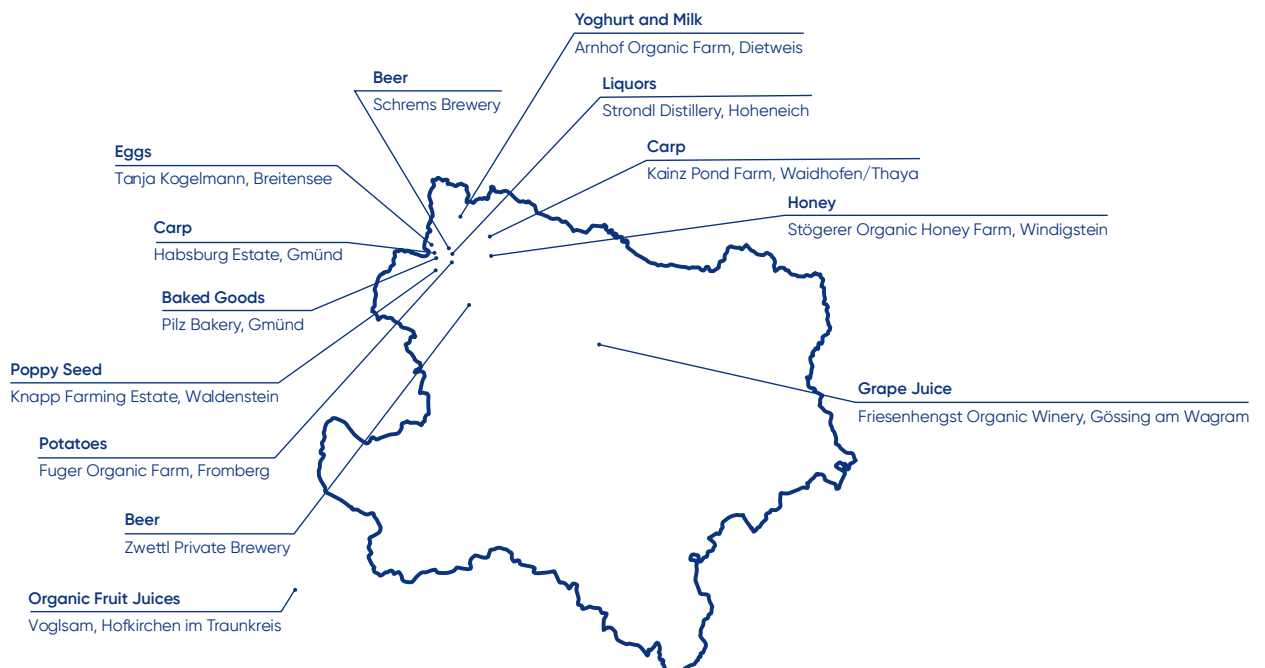 Yoghurt and Milk
Arnhof Organic Farm, Dietweis
Beer
Schrems Brewery
Liquors
Strondl Distillery, Hoheneich
Eggs
Tanja Kogelmann, Breitensee
Carp
Kainz Pond Farm, Waidhofen/Thaya
Honey
Stögerer Organic Honey Farm, Windigstein
Carp
Habsburg Estate, Gmünd
Baked Goods
Pilz Bakery, Gmünd
Poppy Seed
Knapp Farming Estate, Waldenstein
Grape Juice
Friesenhengst Organic Winery, Gössing am Wagram
Potatoes
Fuger Organic Farm, Fromberg
Beer
Zwettl Private Brewery
Organic Fruit Juices
Voglsam, Hofkirchen im Traunkreis